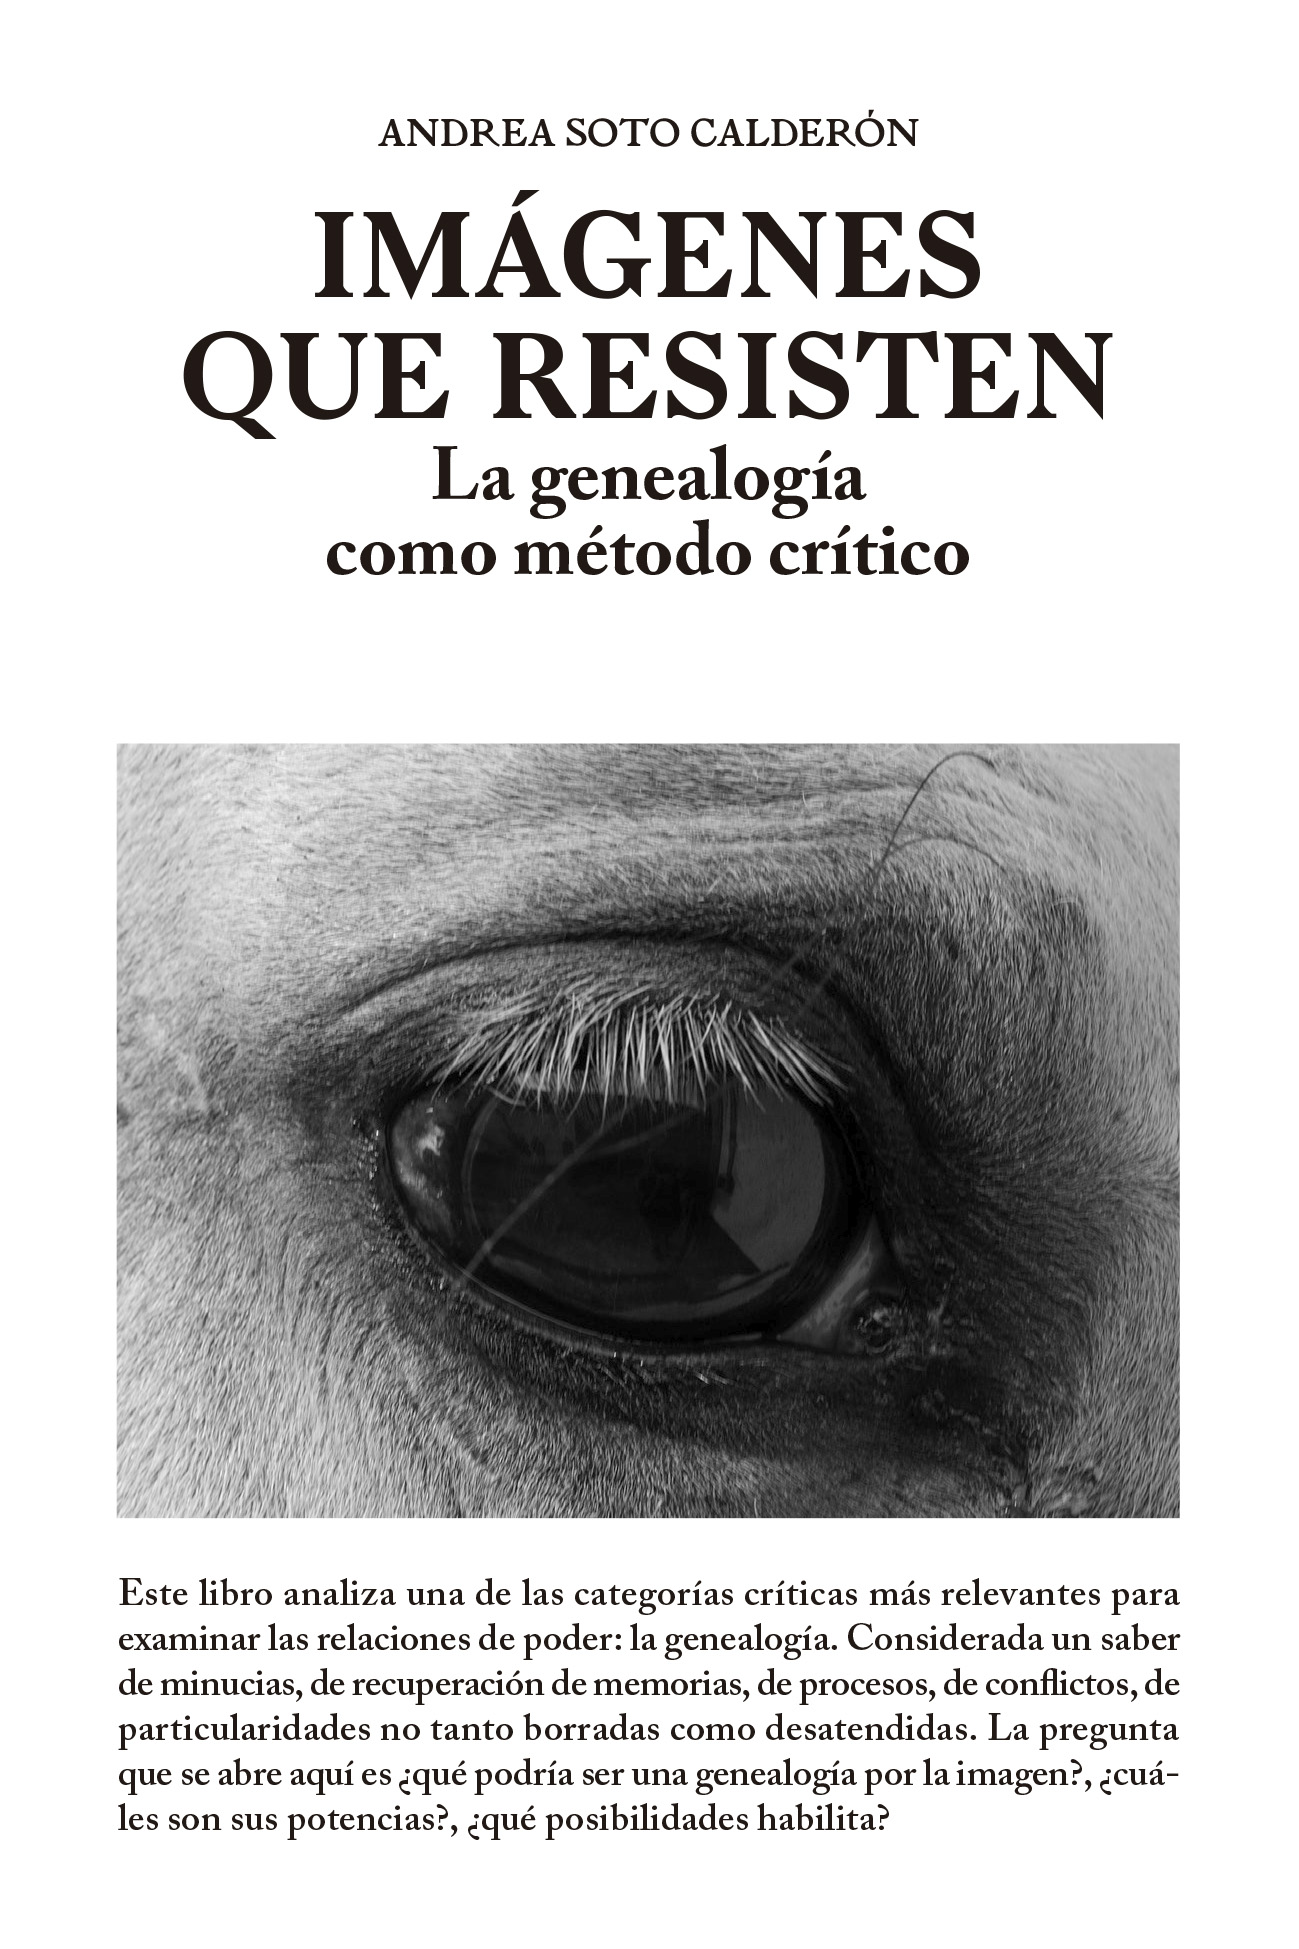 ANDREA SOTO CALDERÓN
IMÁGENES
QUE RESISTEN
La genealogía
como método crítico
Este libro analiza una de las categorías críticas más relevantes para
examinar las relaciones de poder: la genealogía. Considerada un saber
de minucias, de recuperación de memorias, de procesos, de conflictos, de
particularidades no tanto borradas como desatendidas. La pregunta
que se abre aquí es ¿qué podría ser una genealogía por la imagen?, ¿cuá-
les son sus potencias?, ¿qué posibilidades habilita?